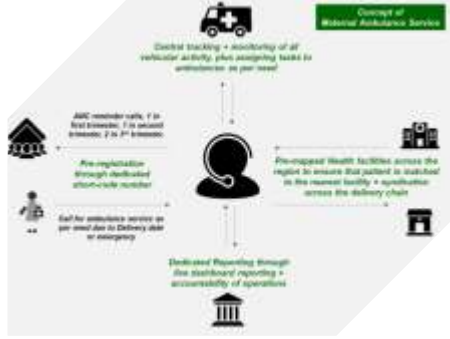 Concept of
Maternal Ambulance Service
Central tracking + monitoring of all
vehicular activity, plus assigning tasks to
ambulances as per need
ANC reminder calls, 1 in
first trimester, 1 in second
trimester, 2 in 3rd trimester
Pre-registration
through dedicated
short-code number
Call for ambulance service as
per need due to Delivery date
or emergency
Pre-mapped Health facilities across the
region to ensure that patient is matched
to the nearest facility + syndication
across the delivery chain
Dedicated Reporting through
live dashboard reporting +
accountability of operations